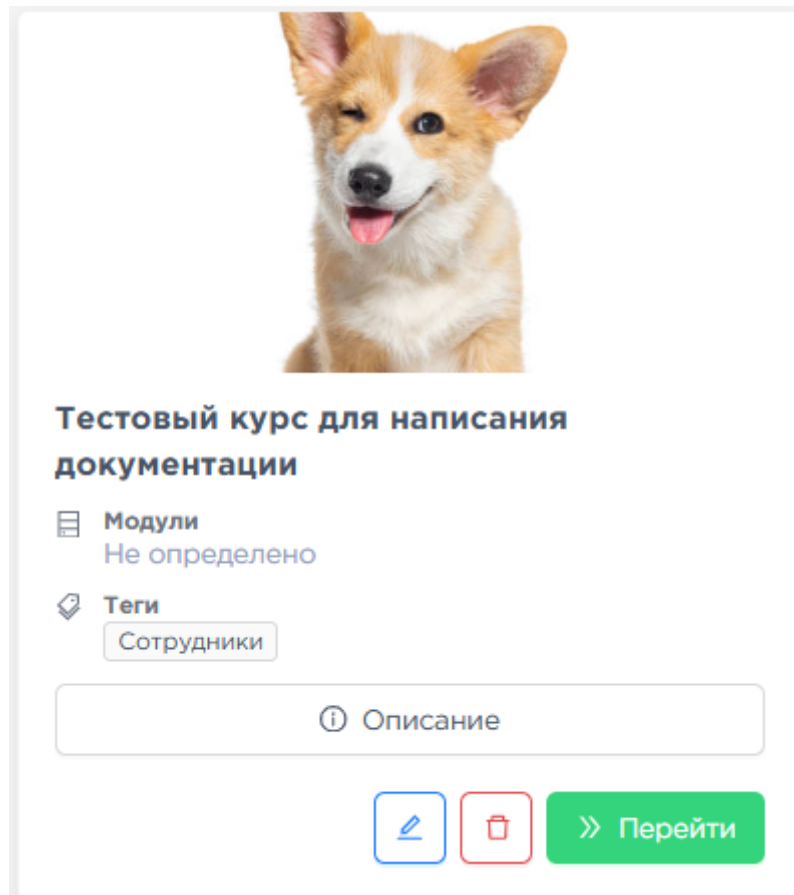 Тестовый курс для написания
документации
Модули
Не определено
Теги
Сотрудники
Описание
Перейти